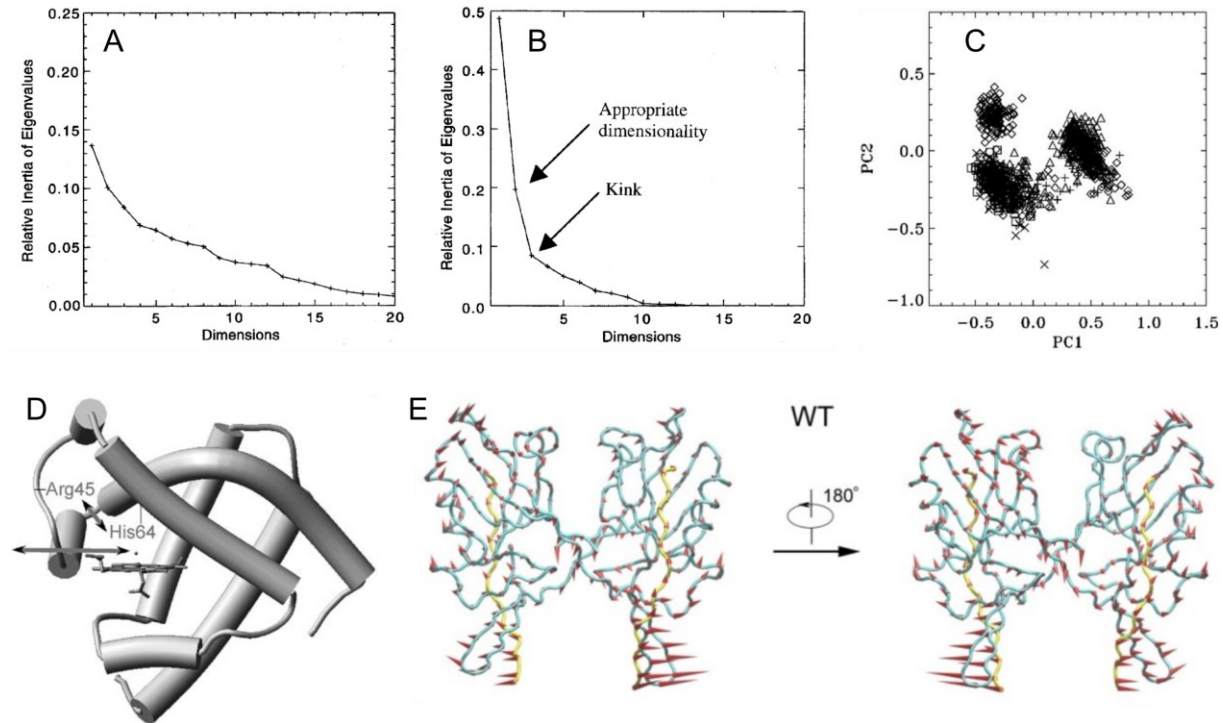 A
Relative Inertia of Eigenvalues
0.25
0.20
0.15
0.10
0.05
0.00
5
10
15
20
Dimensions
B
Relative Inertia of Eigenvalues
0.5
0.4
0.3
0.2
0.1
0
Appropriate
dimensionality
Kink
5
10
15
20
Dimensions
C
PC2
0.5
0.0
-0.5
-1.0
-0.5
0.0
0.5
1.0
1.5
PC1
D
Arg45
His64
E
WT
180°